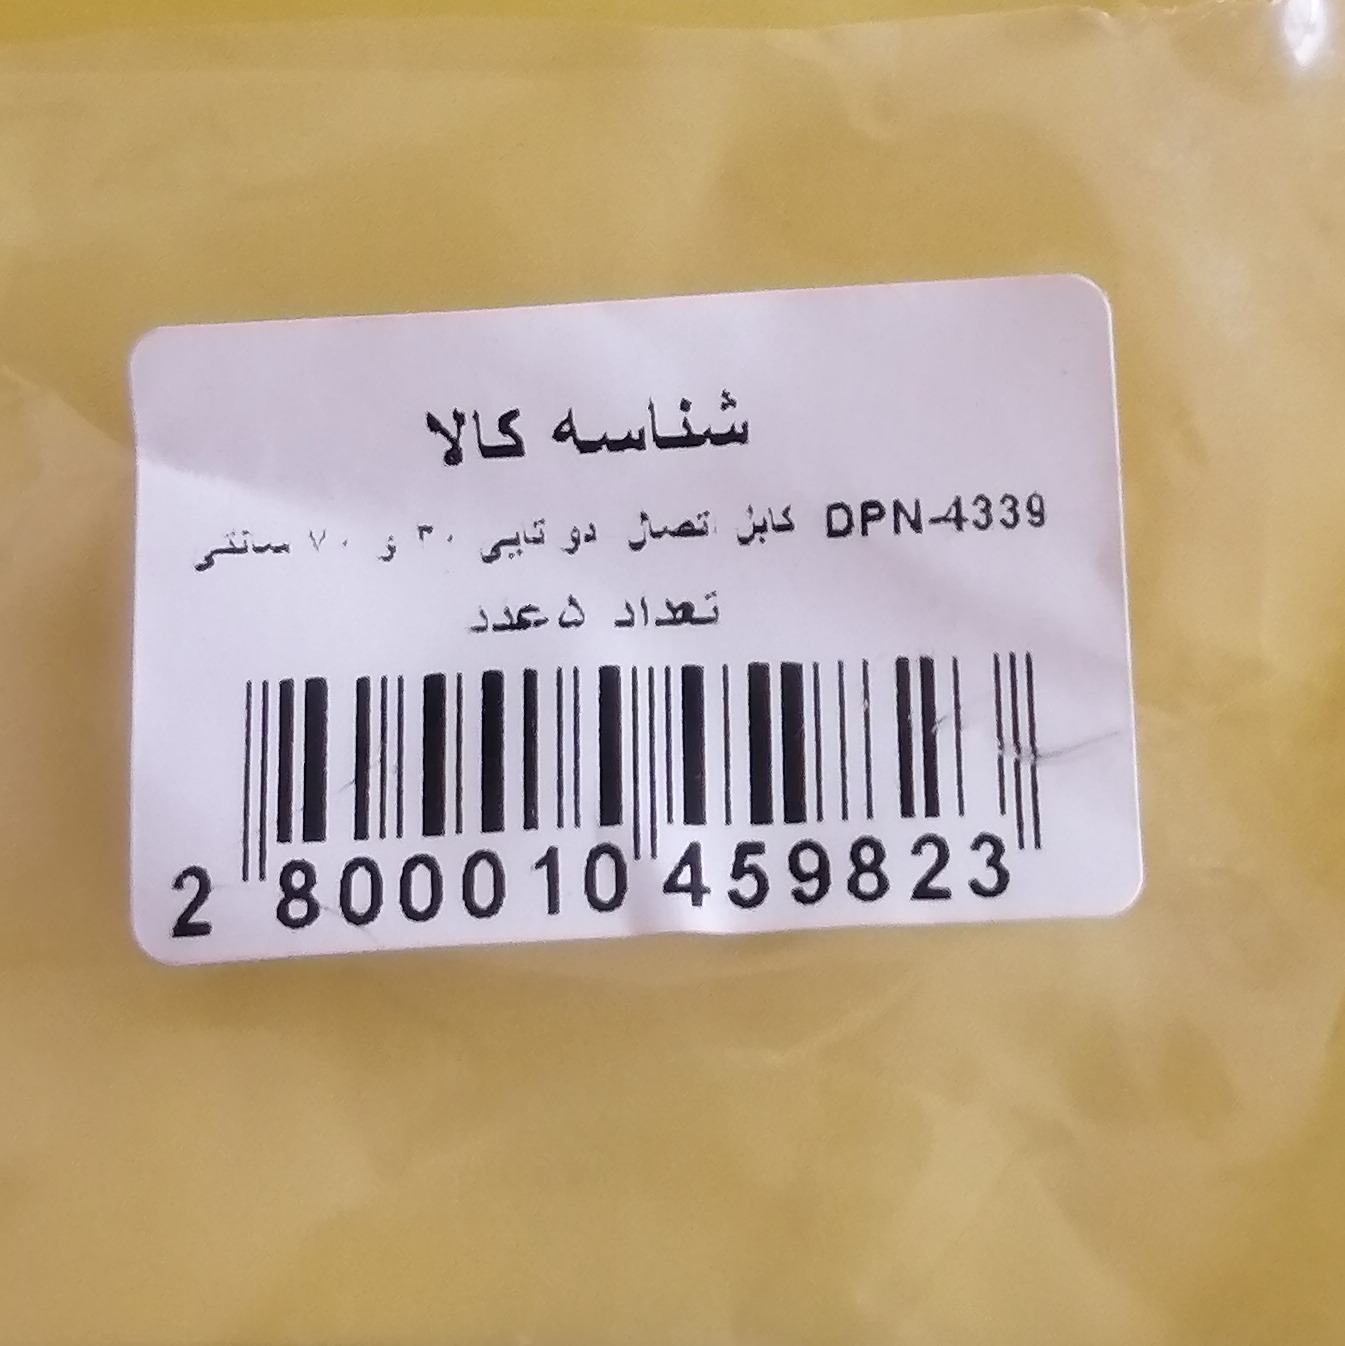 شناسه کالا
DPN-4339 کابل اتصال دو تایی ۳۰ و ۷۰ سانتی
تعداد ۵ عدد
2 800010 459823